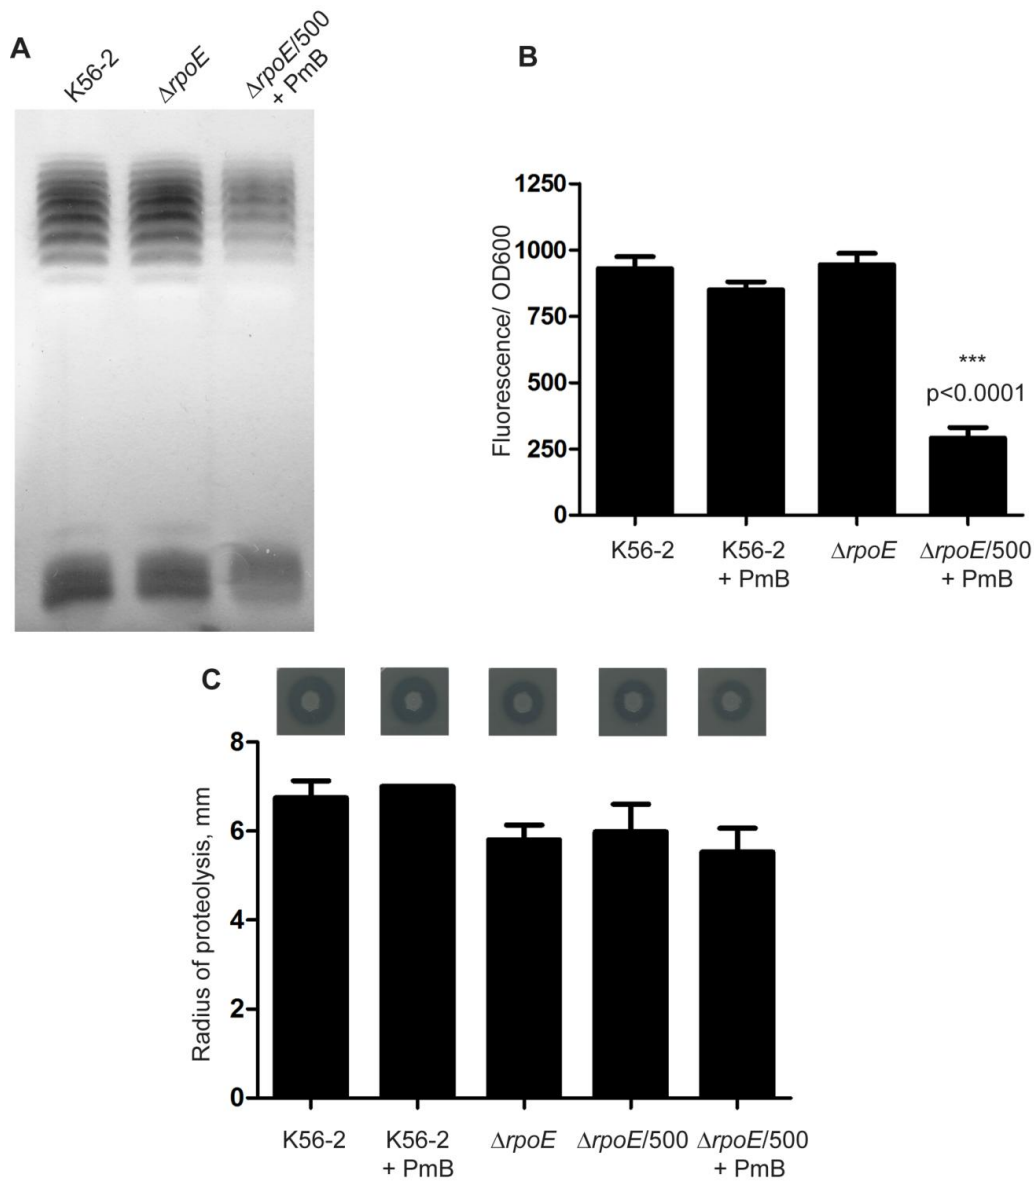 A
K56-2
ΔrpoE
ΔrpoE/500
+ PmB
B
Fluorescence/ OD600
1250
1000
750
500
250
0
***
p<0.0001
K56-2
K56-2
+ PmB
ΔrpoE
ΔrpoE/500
+ PmB
C
Radius of proteolysis, mm
8
6
4
2
0
K56-2
K56-2
+ PmB
ΔrpoE
ΔrpoE/500
ΔrpoE/500
+ PmB